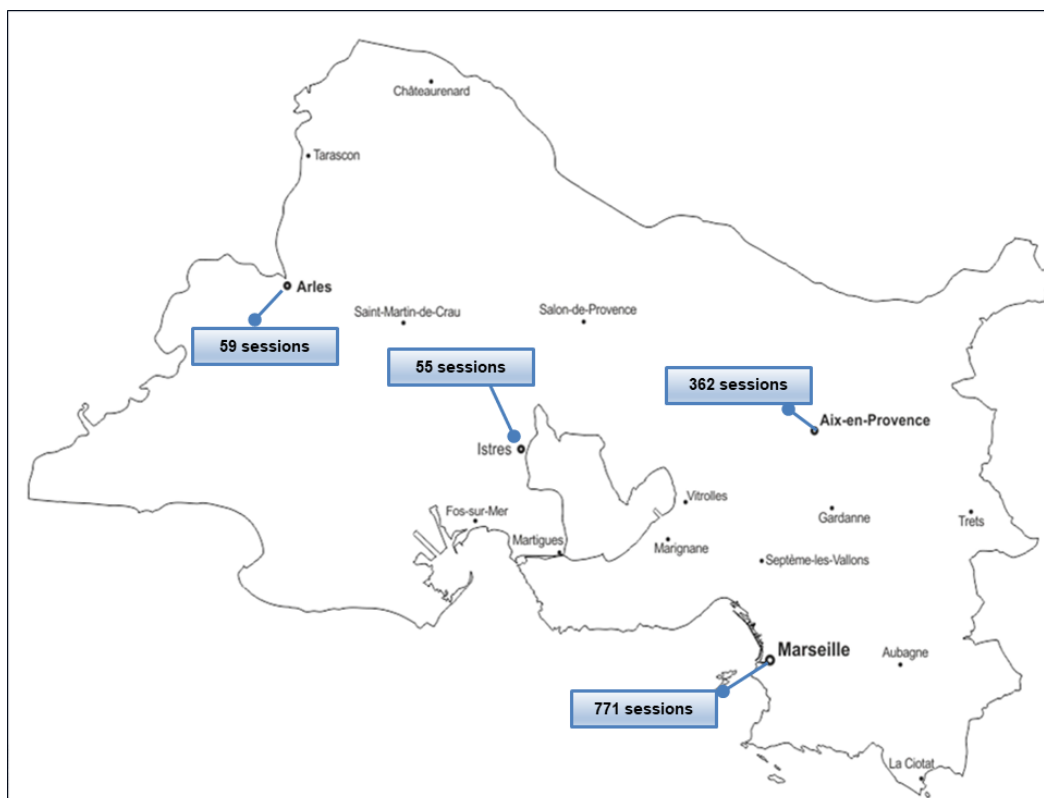 Châteaurenard
Tarascon
Arles
Saint-Martin-de-Crau
Salon-de-Provence
59 sessions
55 sessions
362 sessions
Aix-en-Provence
Istres
Vitrolles
Fos-sur-Mer
Gardanne
Trets
Martigues
Marignane
Septème-les-Vallons
Marseille
Aubagne
771 sessions
La Ciotat